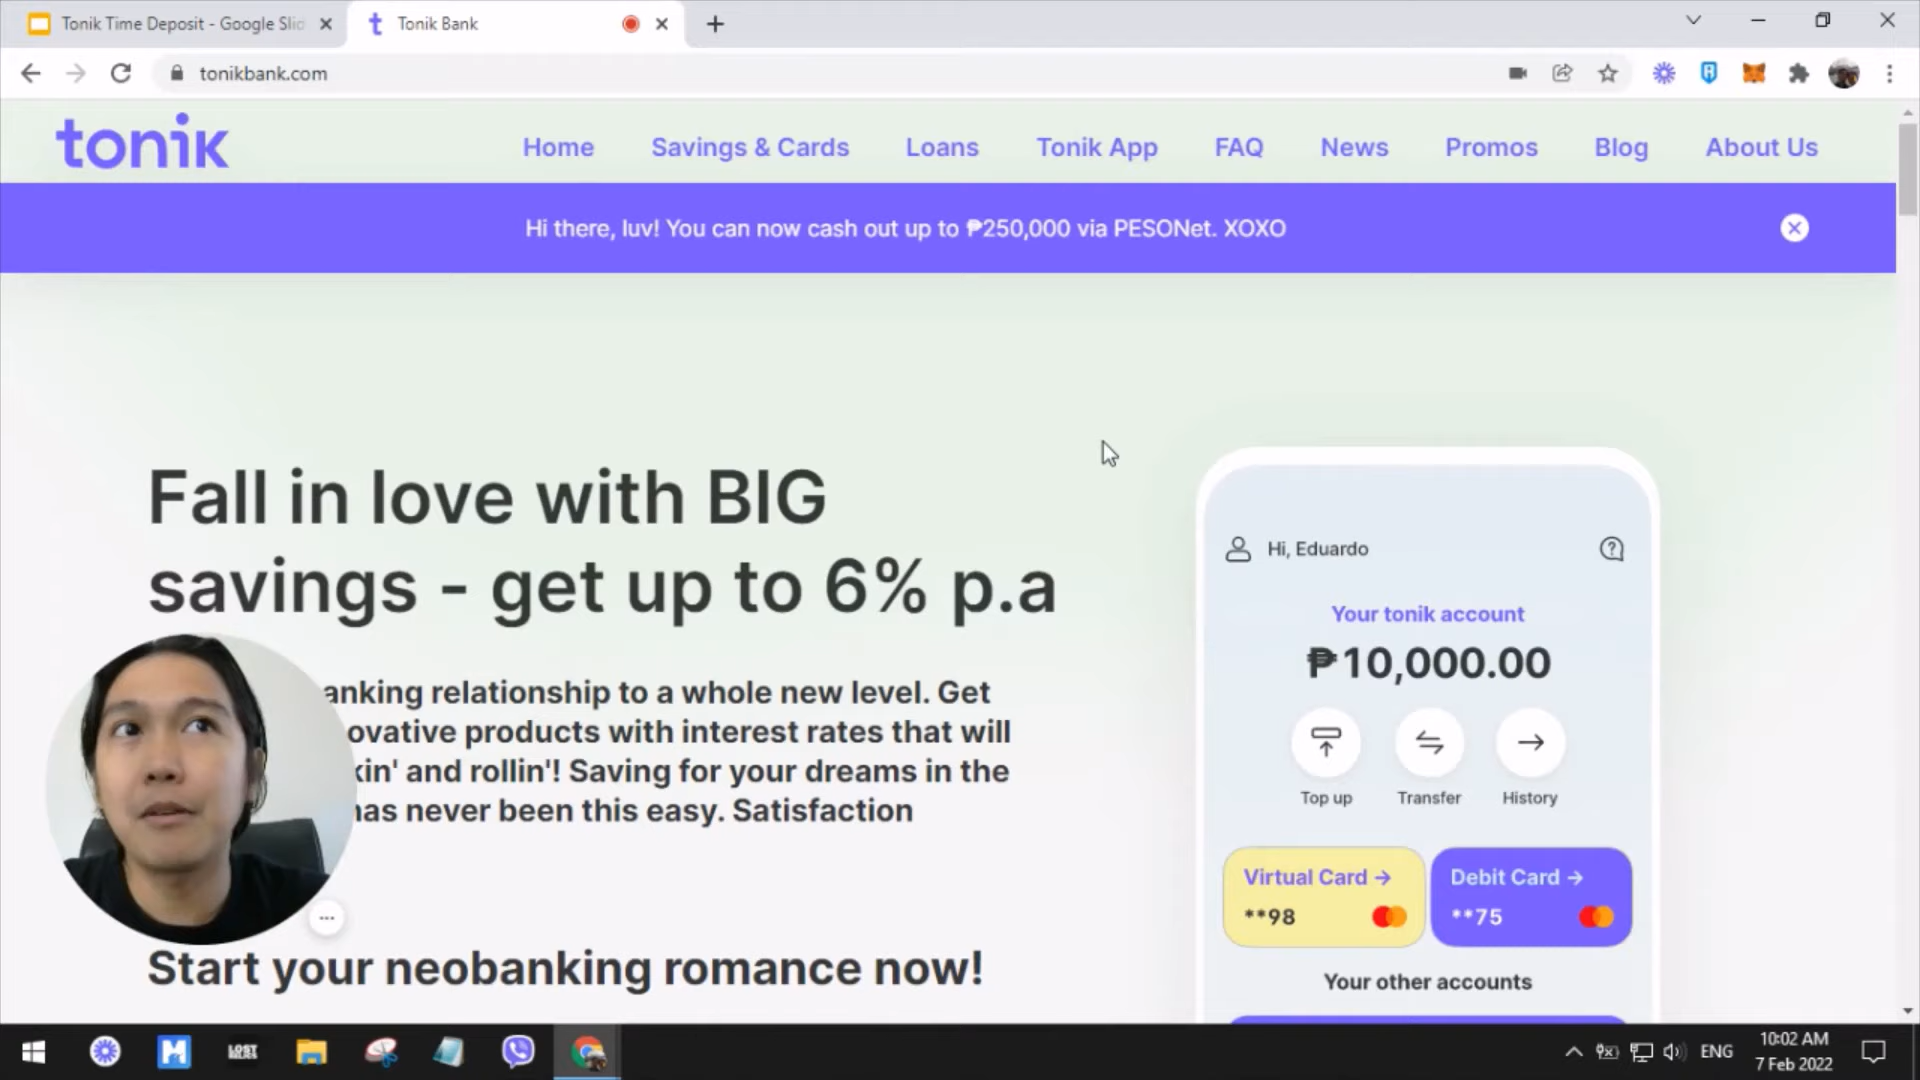 Tonik Time Deposit - Google Slid
Tonik Bank
tonikbank.com
tonik
Home Savings & Cards Loans Tonik App FAQ News Promos Blog About Us
Hi there, luv! You can now cash out up to ₱250,000 via PESONet. XOXO
Fall in love with BIG
savings - get up to 6% p.a
anking relationship to a whole new level. Get
ovative products with interest rates that will
kin' and rollin'! Saving for your dreams in the
has never been this easy. Satisfaction
Start your neobanking romance now!
Hi, Eduardo
Your tonik account
₱10,000.00
Top up Transfer History
Virtual Card → Debit Card →
**98 **75
Your other accounts
LOST
ENG
10:02 AM
7 Feb 2022